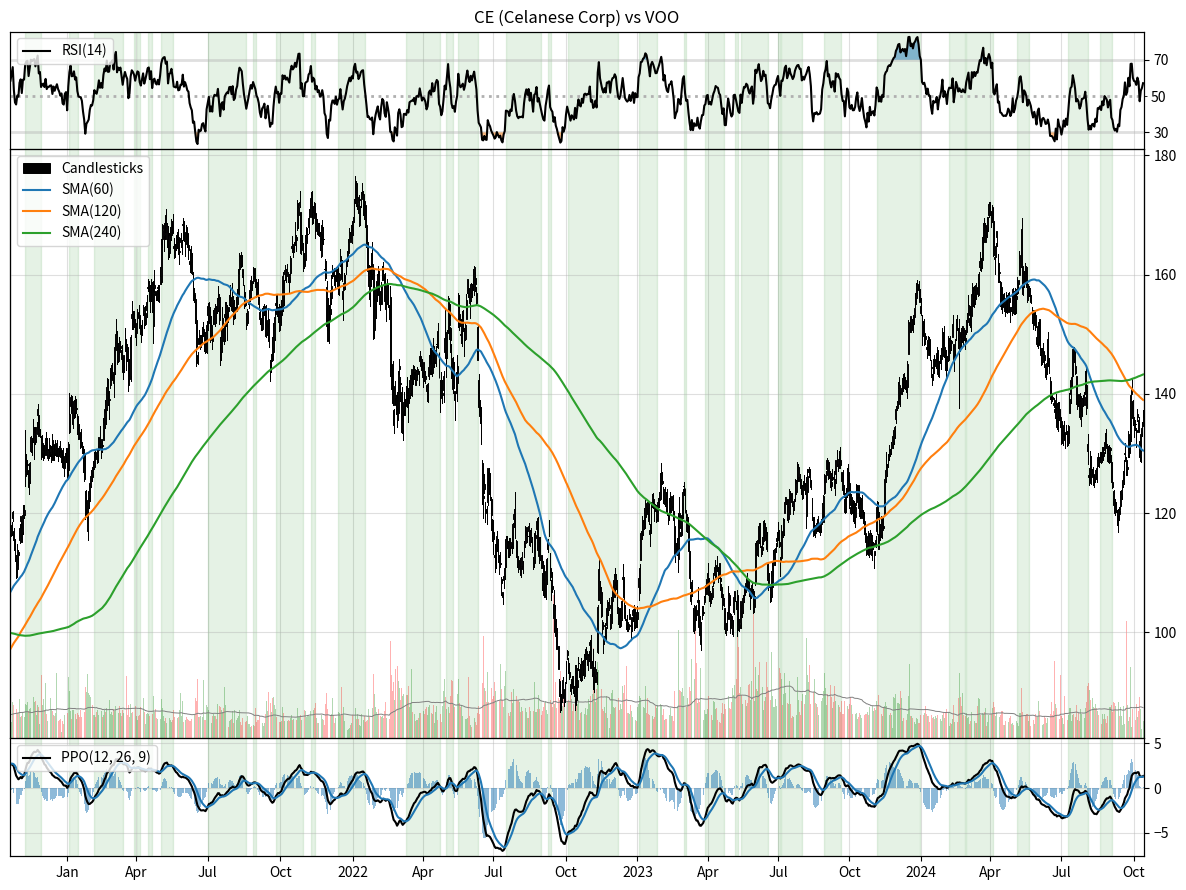 CE (Celanese Corp) vs VOO
RSI(14)
70
50
30
Candlesticks
SMA(60)
SMA(120)
SMA(240)
180
160
140
120
100
PPO(12, 26, 9)
5
0
−5
Jan Apr Jul Oct 2022 Apr Jul Oct 2023 Apr Jul Oct 2024 Apr Jul Oct